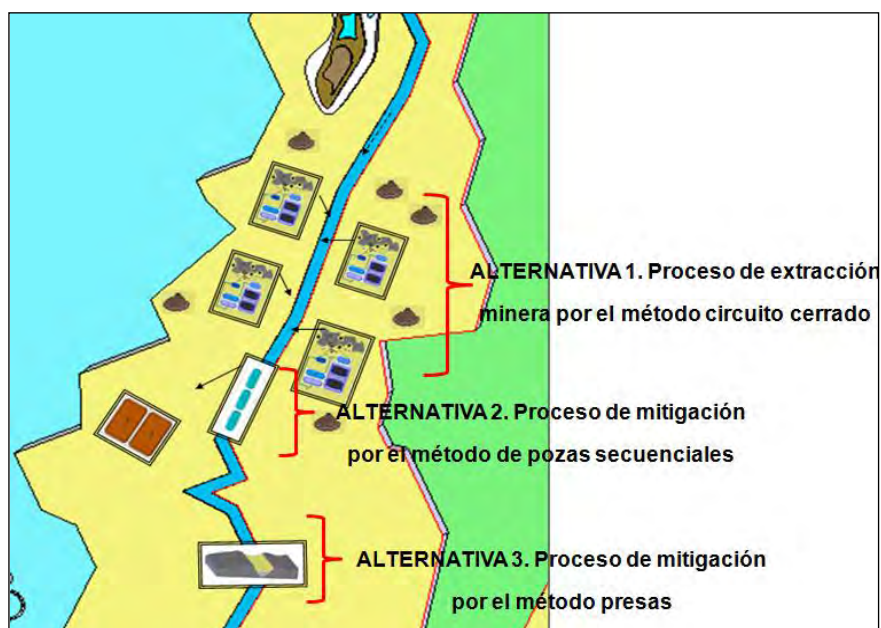 ALTERNATIVA 1. Proceso de extracción
minera por el método circuito cerrado
ALTERNATIVA 2. Proceso de mitigación
por el método de pozas secuenciales
ALTERNATIVA 3. Proceso de mitigación
por el método presas